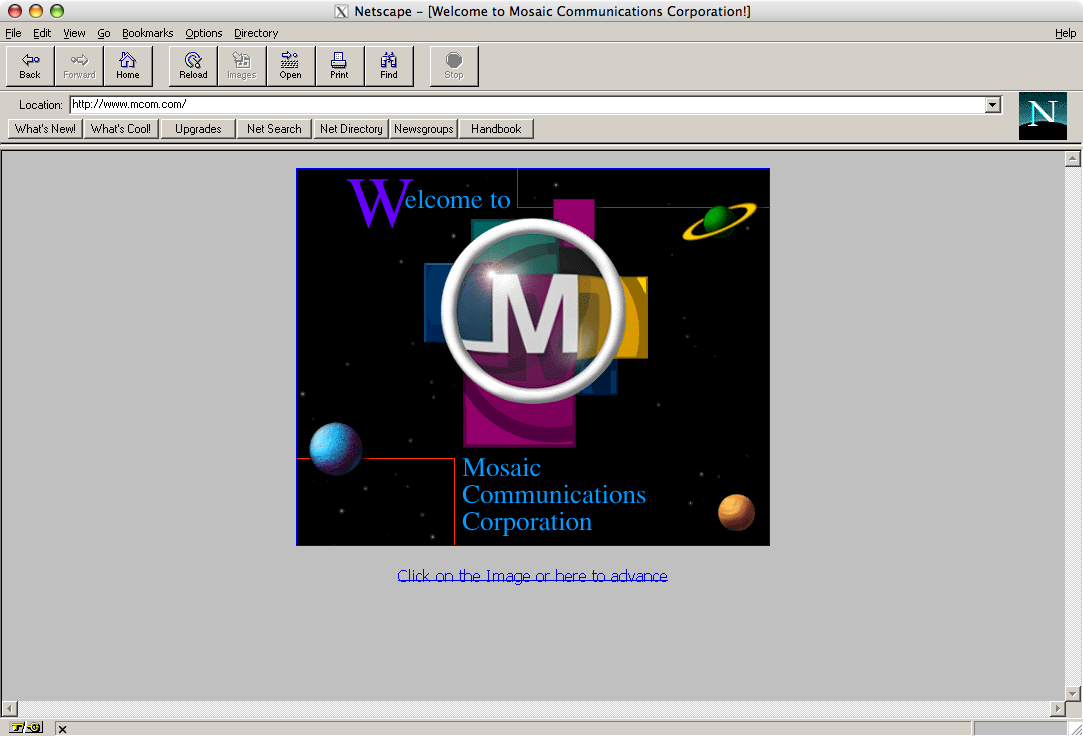 Netscape - [Welcome to Mosaic Communications Corporation!]
File Edit View Go Bookmarks Options Directory Help
Back Forward Home Reload Images Open Print Find Stop
Location: http://www.mcom.com/
N
What's New! What's Cool! Upgrades Net Search Net Directory Newsgroups Handbook
Welcome to
M
Mosaic
Communications
Corporation
Click on the Image or here to advance